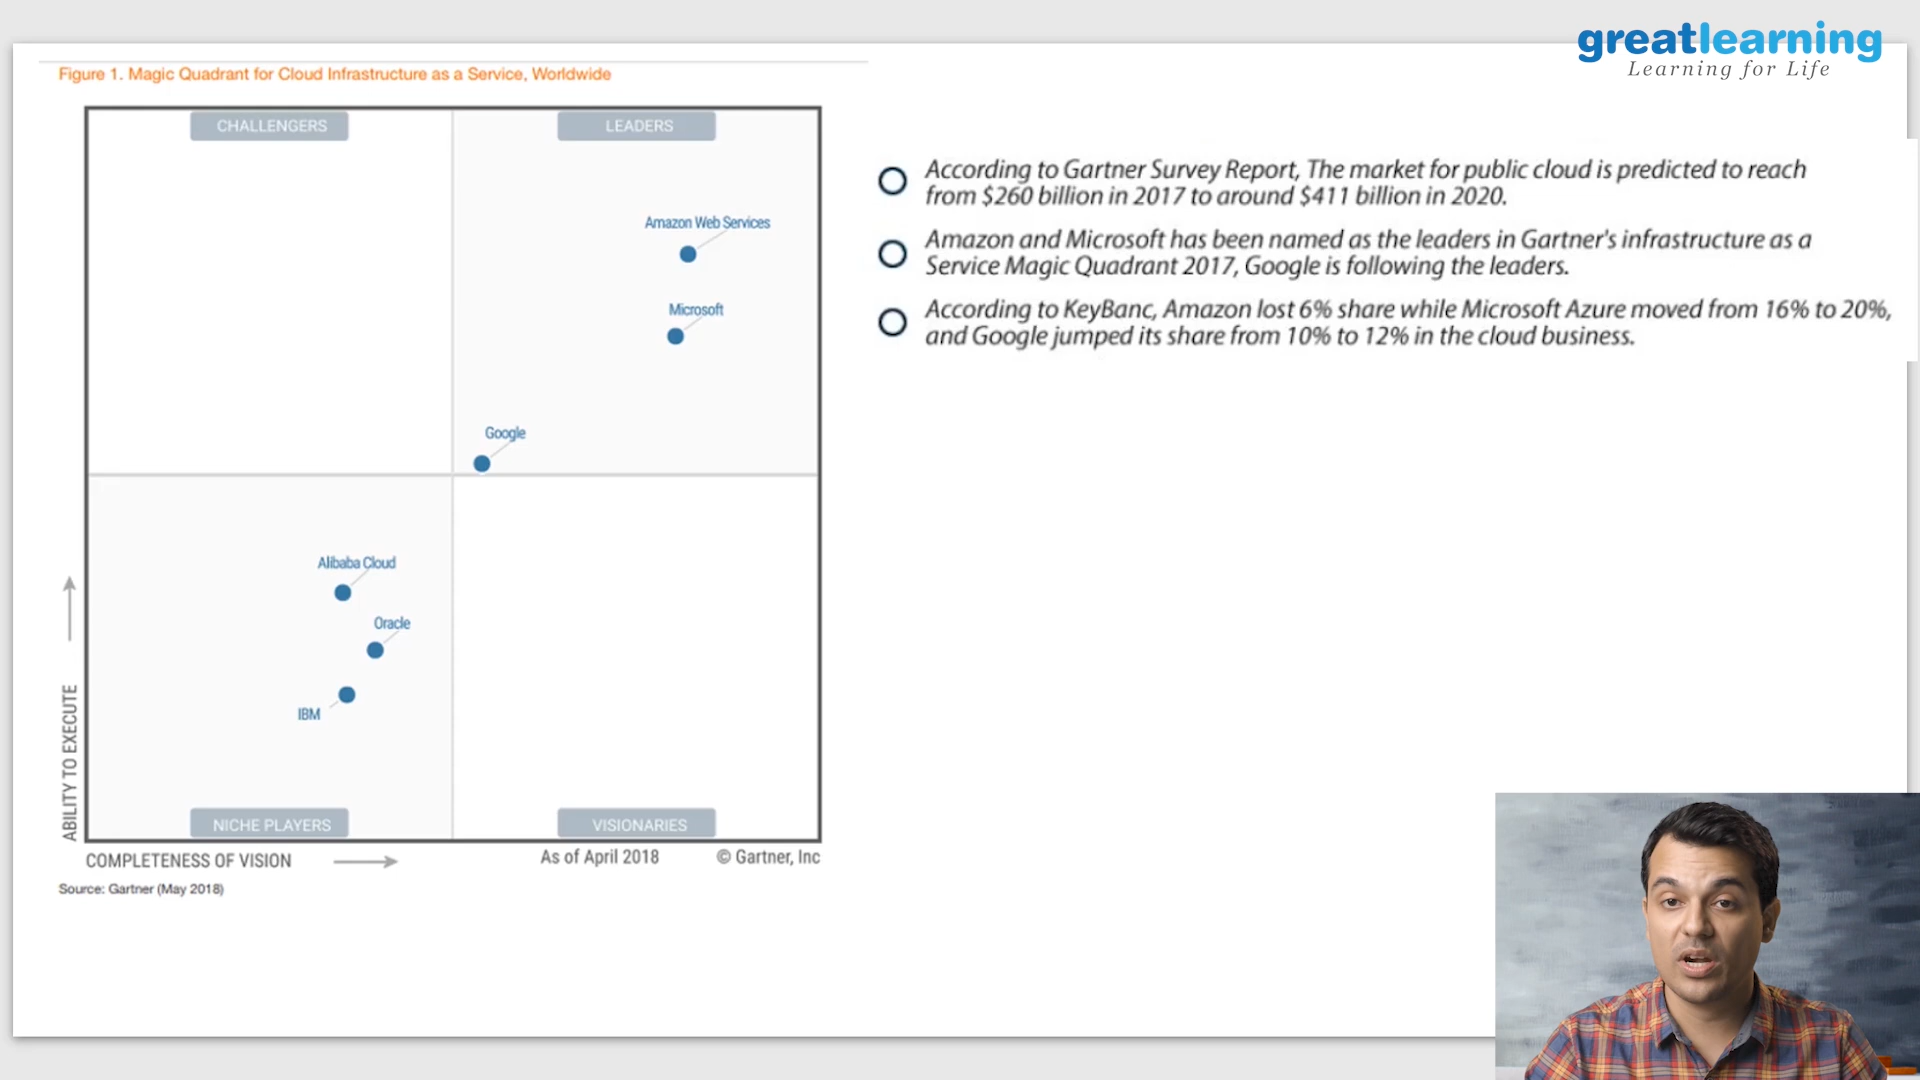 greatlearning
Learning for Life
Figure 1. Magic Quadrant for Cloud Infrastructure as a Service, Worldwide
CHALLENGERS
LEADERS
Amazon Web Services
Microsoft
Google
Alibaba Cloud
Oracle
IBM
NICHE PLAYERS
VISIONARIES
ABILITY TO EXECUTE
COMPLETENESS OF VISION
As of April 2018
© Gartner, Inc
Source: Gartner (May 2018)
According to Gartner Survey Report, The market for public cloud is predicted to reach
from $260 billion in 2017 to around $411 billion in 2020.
Amazon and Microsoft has been named as the leaders in Gartner's infrastructure as a
Service Magic Quadrant 2017, Google is following the leaders.
According to KeyBanc, Amazon lost 6% share while Microsoft Azure moved from 16% to 20%,
and Google jumped its share from 10% to 12% in the cloud business.